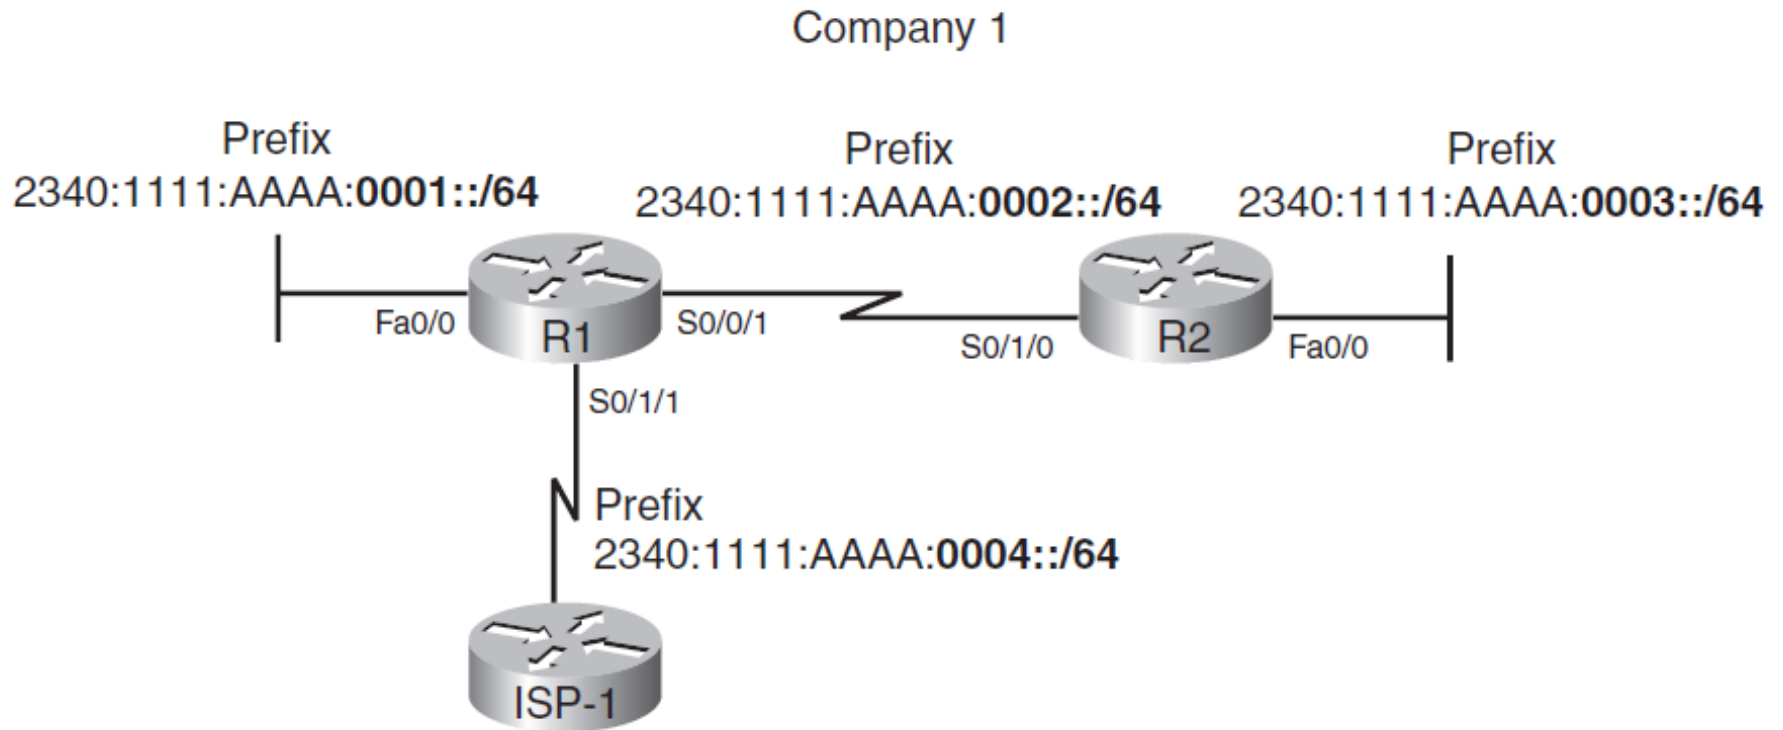 Company 1
Prefix
2340:1111:AAAA:0001::/64
Prefix
2340:1111:AAAA:0002::/64
Prefix
2340:1111:AAAA:0003::/64
Fa0/0
R1
S0/0/1
S0/1/0
R2
Fa0/0
S0/1/1
Prefix
2340:1111:AAAA:0004::/64
ISP-1